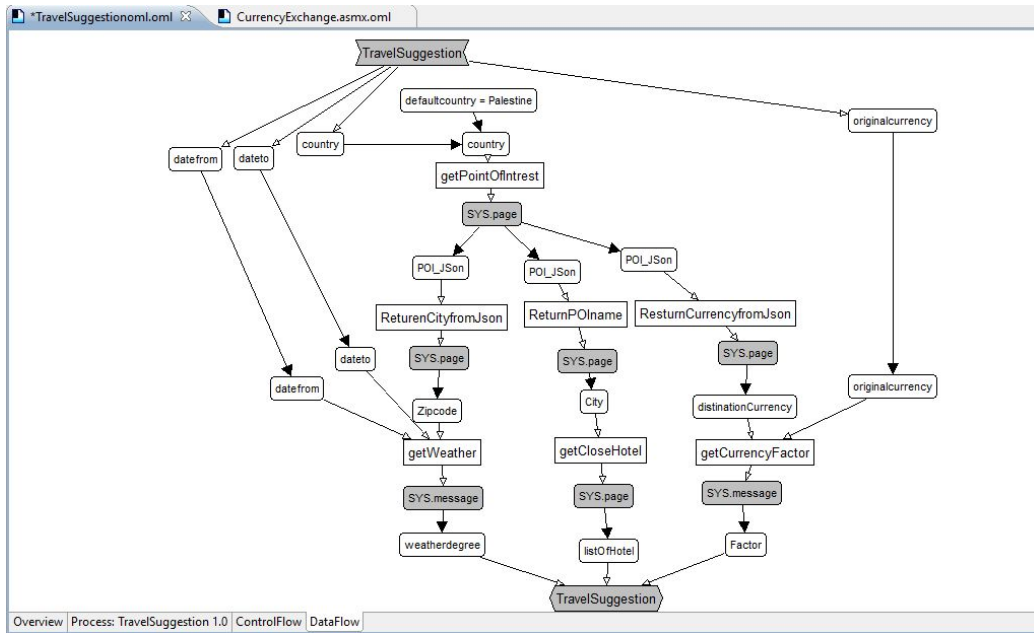 *TravelSuggestionoml.oml
CurrencyExchange.asmx.oml
TravelSuggestion
defaultcountry = Palestine
originalcurrency
country
country
datefrom
dateto
getPointOfIntrest
SYS.page
POI_JSon
POI_JSon
POI_JSon
ReturenCityfromJson
ReturnPOIname
ResturnCurrencyfromJson
SYS.page
SYS.page
SYS.page
dateto
datefrom
originalcurrency
Zipcode
City
distinationCurrency
getWeather
getCloseHotel
getCurrencyFactor
SYS.message
SYS.page
SYS.message
weatherdegree
listOfHotel
Factor
TravelSuggestion
Overview Process: TravelSuggestion 1.0 ControlFlow DataFlow